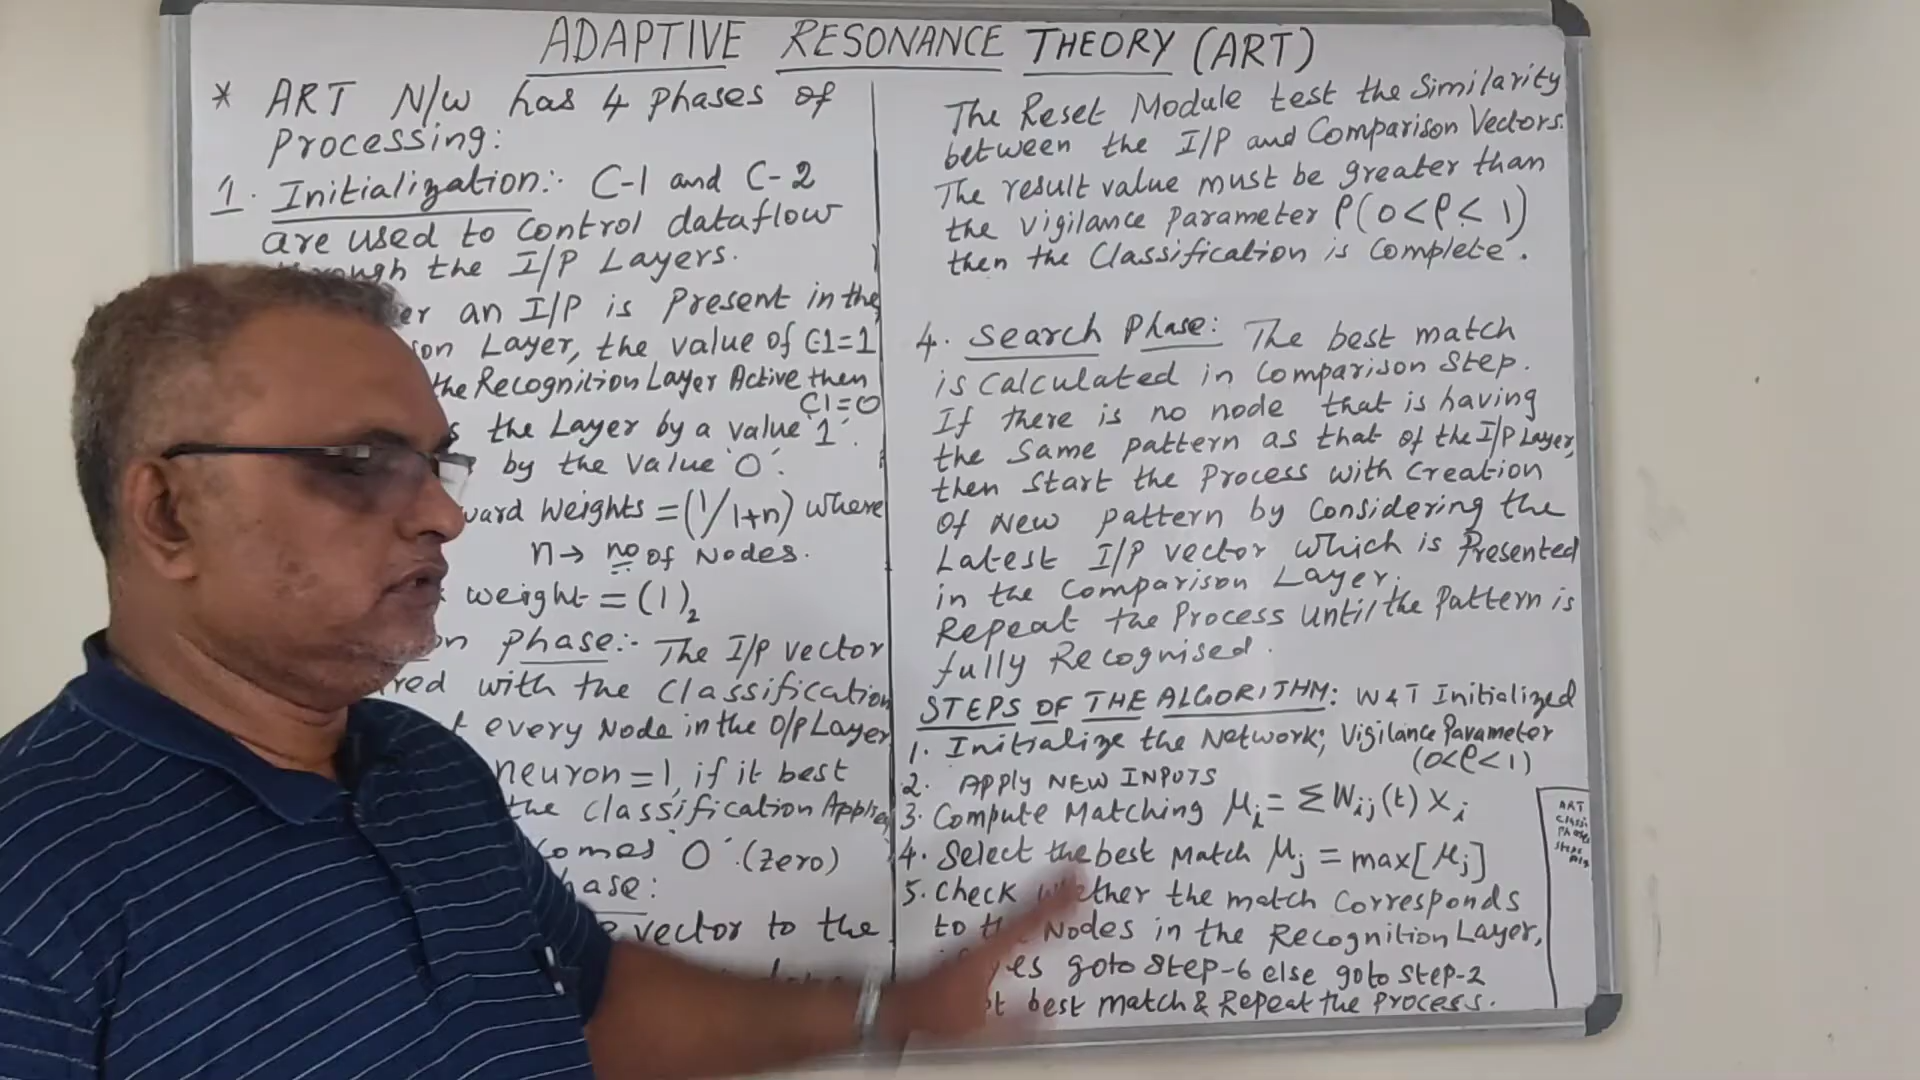 ADAPTIVE RESONANCE THEORY (ART)
* ART N/w has 4 phases of
Processing:
1. Initialization:- C-1 and C-2
are used to control dataflow
the I/P Layers.
an I/P is Present in the
Layer, the value of C1=1
the Recognition Layer Active then
C1=0
the Layer by a value '1'.
by the value '0'.
Weights = (1/1+n) where
n → no of Nodes.
weight = (1)2
Phase:- The I/P vector
with the Classification
every Node in the O/P Layer
neuron=1, if it best
the Classification Applied
'0'. (Zero)
vector to the
The Reset Module test the Similarity
between the I/P and Comparison Vectors.
The result value must be greater than
the Vigilance Parameter ρ(0<ρ<1)
then the Classification is Complete.
4. Search Phase: The best match
is Calculated in Comparison Step.
If there is no node that is having
the Same pattern as that of the I/P Layer,
then Start the Process with Creation
Of New pattern by Considering the
Latest I/P vector which is Presented
in the Comparison Layer.
Repeat the Process Until the Pattern is
fully Recognised.
STEPS OF THE ALGORITHM: W & T Initialized
1. Initialize the Network; Vigilance Parameter
(0<ρ<1)
2. Apply NEW INPUTS
3. Compute Matching μi = ΣWij(t) Xi
4. Select the best Match μj = max[μj]
5. Check whether the match Corresponds
to the Nodes in the Recognition Layer,
yes goto Step-6 else goto Step-2
best match & Repeat the Process.
ART